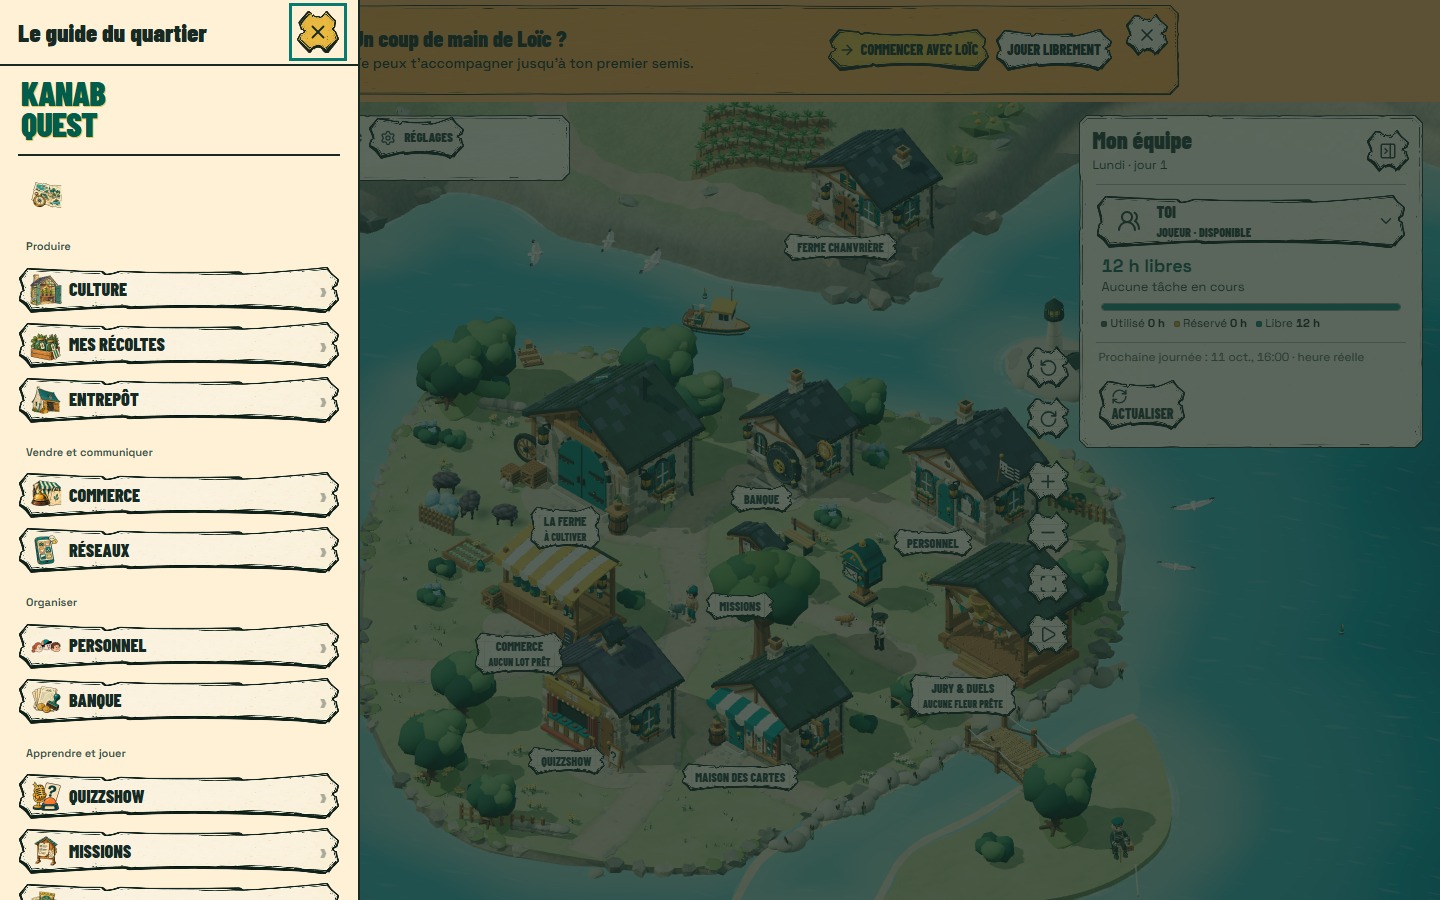 Le guide du quartier
KANAB
QUEST
Produire
CULTURE
MES RÉCOLTES
ENTREPÔT
Vendre et communiquer
COMMERCE
RÉSEAUX
Organiser
PERSONNEL
BANQUE
Apprendre et jouer
QUIZZSHOW
MISSIONS
Un coup de main de Loïc ?
e peux t'accompagner jusqu'à ton premier semis.
COMMENCER AVEC LOÏC
JOUER LIBREMENT
RÉGLAGES
FERME CHANVRIÈRE
BANQUE
LA FERME
À CULTIVER
PERSONNEL
MISSIONS
COMMERCE
AUCUN LOT PRÊT
JURY & DUELS
AUCUNE FLEUR PRÊTE
QUIZZSHOW
MAISON DES CARTES
Mon équipe
Lundi · jour 1
TOI
JOUEUR · DISPONIBLE
12 h libres
Aucune tâche en cours
Utilisé 0 h Réservé 0 h Libre 12 h
Prochaine journée : 11 oct., 16:00 · heure réelle
ACTUALISER